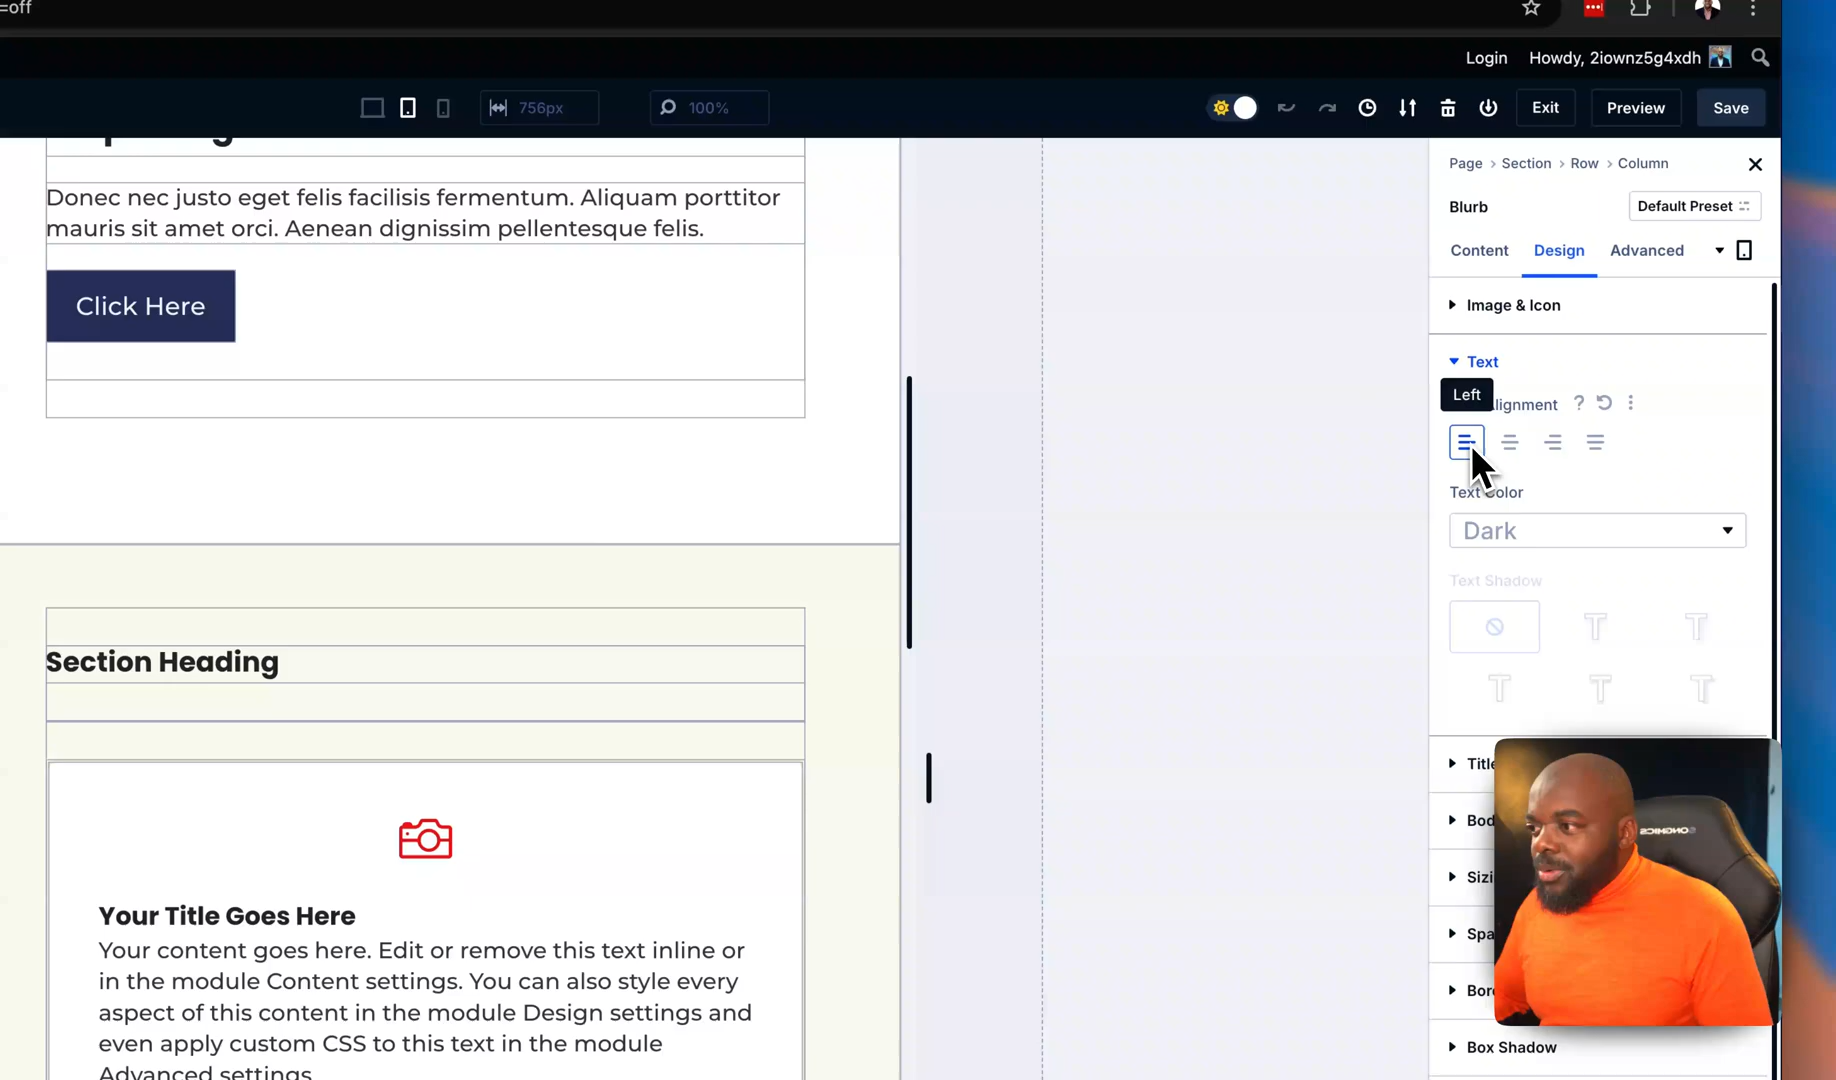 =off
Login
Howdy, 2iownz5g4xdh
756px
100%
Exit
Preview
Save
Donec nec justo eget felis facilisis fermentum. Aliquam porttitor
mauris sit amet orci. Aenean dignissim pellentesque felis.
Click Here
Section Heading
Your Title Goes Here
Your content goes here. Edit or remove this text inline or
in the module Content settings. You can also style every
aspect of this content in the module Design settings and
even apply custom CSS to this text in the module
Advanced settings.
Page > Section > Row > Column
Blurb
Default Preset
Content
Design
Advanced
Image & Icon
Text
Left
lignment
Text Color
Dark
Text Shadow
Title
Bod
Sizi
Spa
Bor
Box Shadow